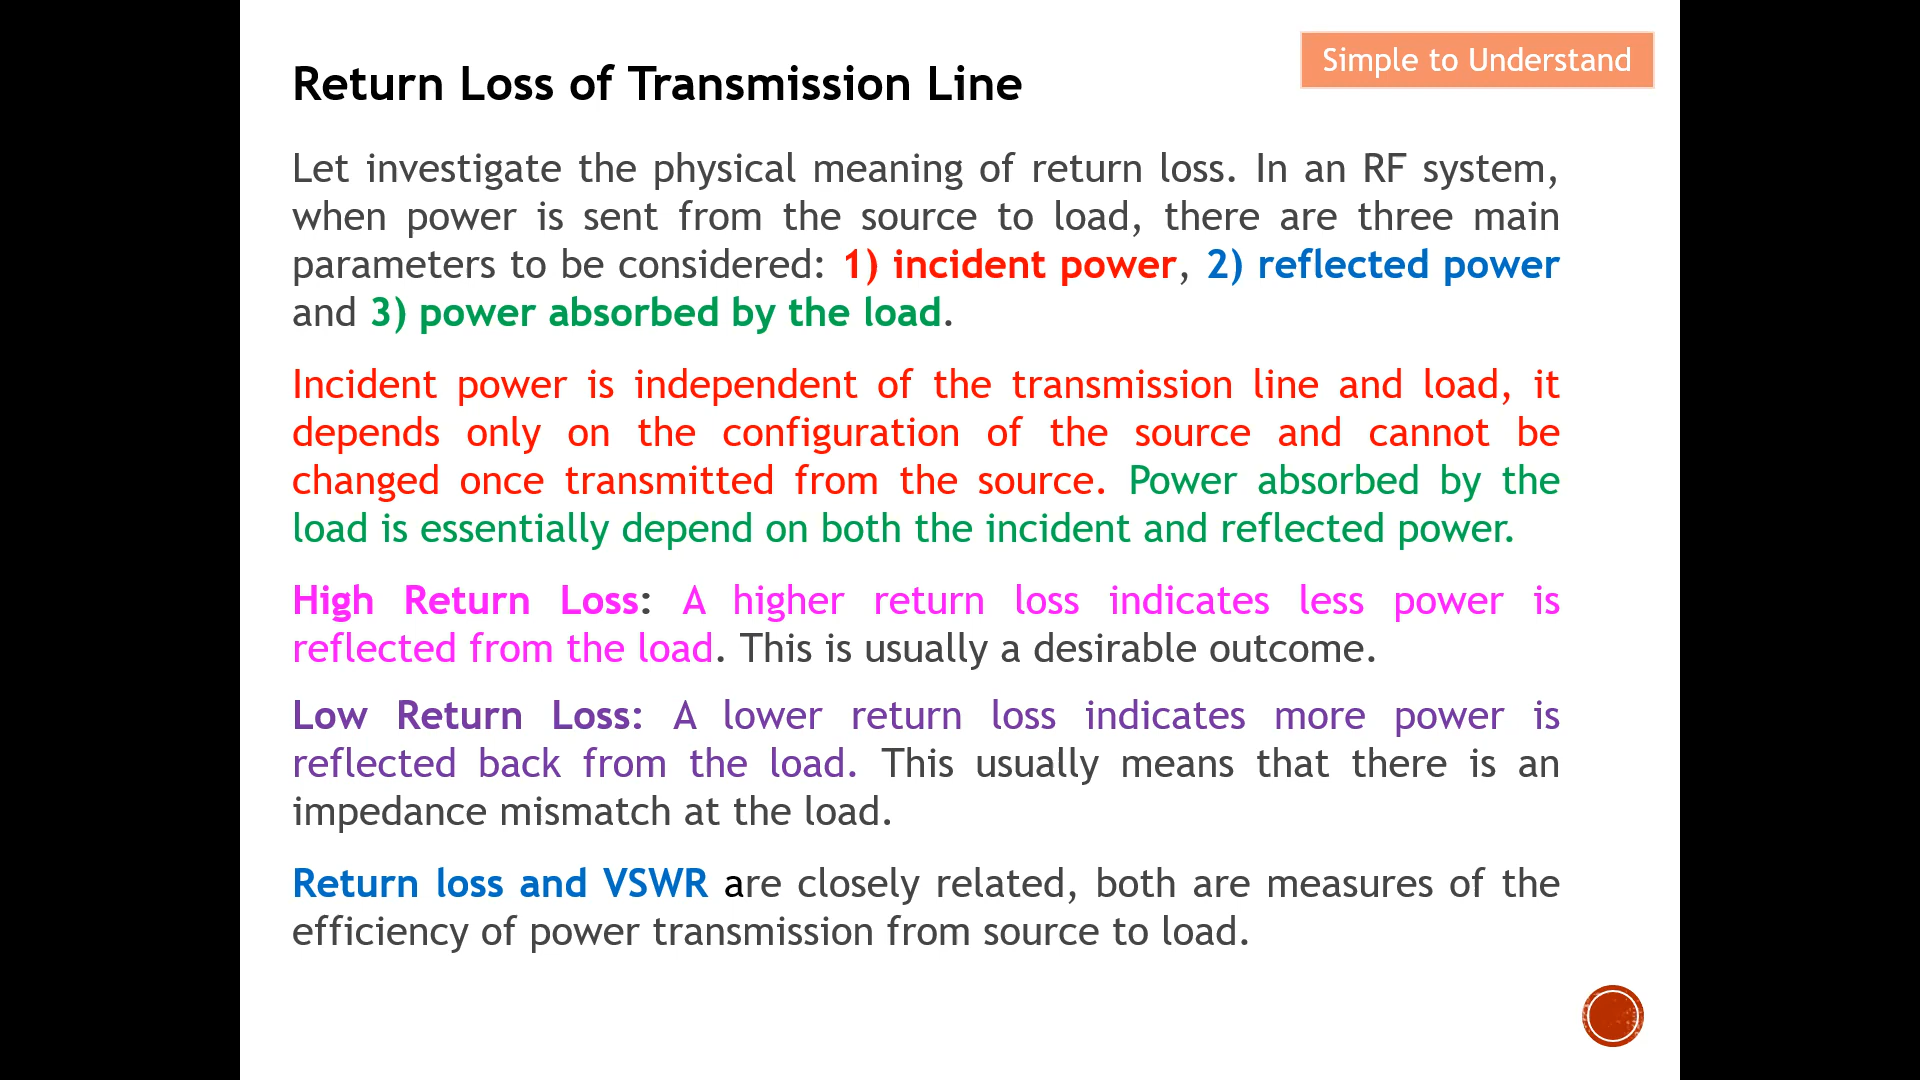 Simple to Understand
Return Loss of Transmission Line
Let investigate the physical meaning of return loss. In an RF system,
when power is sent from the source to load, there are three main
parameters to be considered: 1) incident power, 2) reflected power
and 3) power absorbed by the load.
Incident power is independent of the transmission line and load, it
depends only on the configuration of the source and cannot be
changed once transmitted from the source. Power absorbed by the
load is essentially depend on both the incident and reflected power.
High Return Loss: A higher return loss indicates less power is
reflected from the load. This is usually a desirable outcome.
Low Return Loss: A lower return loss indicates more power is
reflected back from the load. This usually means that there is an
impedance mismatch at the load.
Return loss and VSWR are closely related, both are measures of the
efficiency of power transmission from source to load.